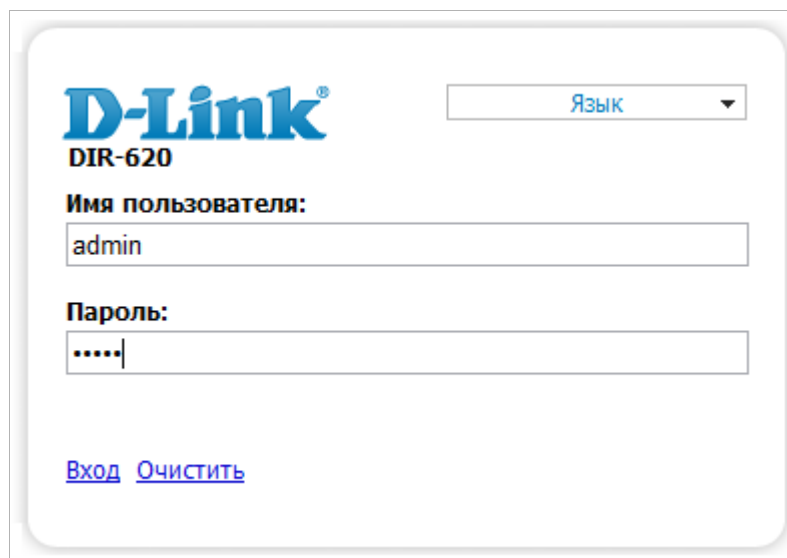 D-Link®
Язык
DIR-620
Имя пользователя:
admin
Пароль:
•••••
Вход Очистить